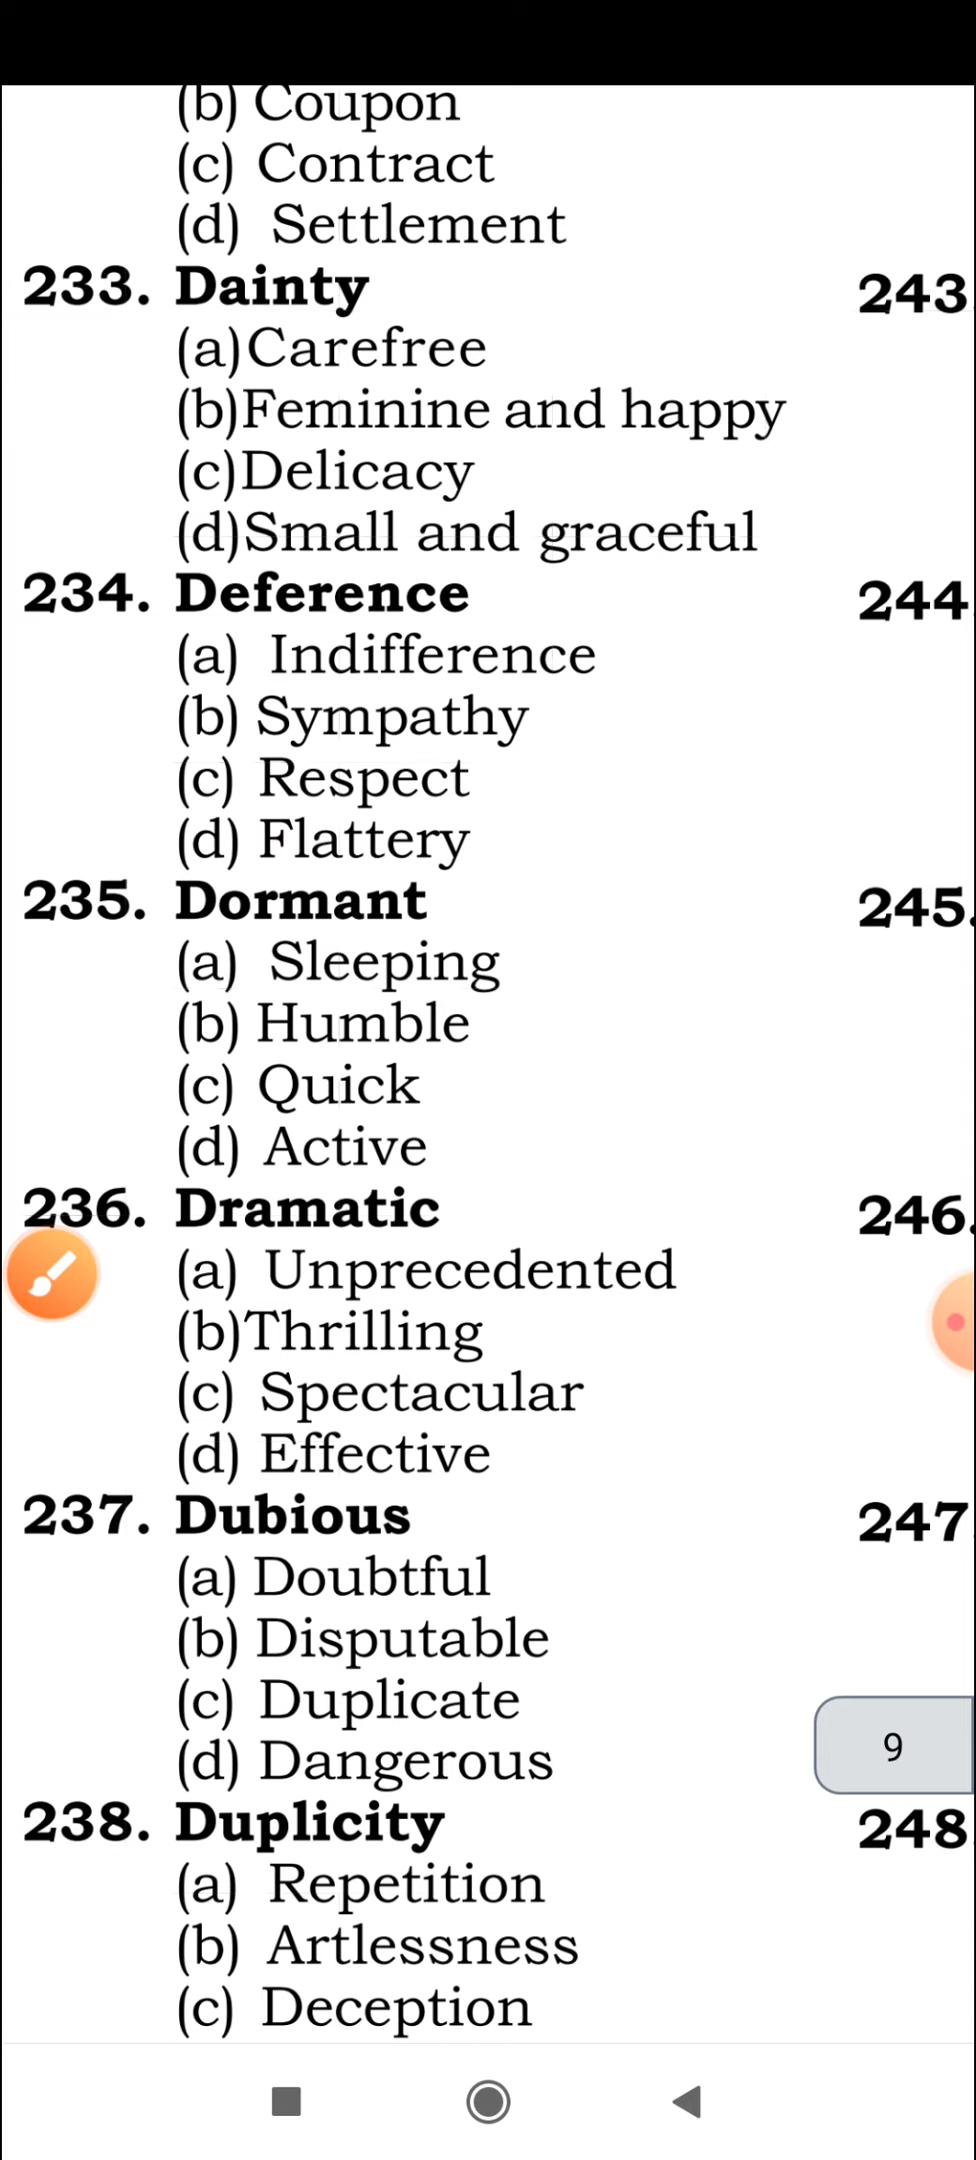 (b) Coupon
(c) Contract
(d) Settlement
233. Dainty
(a)Carefree
(b)Feminine and happy
(c)Delicacy
(d)Small and graceful
234. Deference
(a) Indifference
(b) Sympathy
(c) Respect
(d) Flattery
235. Dormant
(a) Sleeping
(b) Humble
(c) Quick
(d) Active
236. Dramatic
(a) Unprecedented
(b)Thrilling
(c) Spectacular
(d) Effective
237. Dubious
(a) Doubtful
(b) Disputable
(c) Duplicate
(d) Dangerous
238. Duplicity
(a) Repetition
(b) Artlessness
(c) Deception
243
244
245.
246.
247
9
248